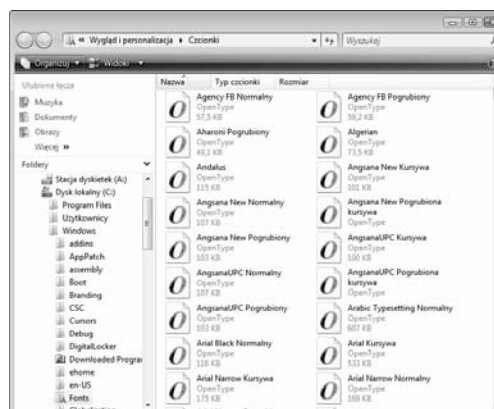 « Wygląd i personalizacja ▸ Czcionki
Wyszukaj
Organizuj Widoki
Ulubione łącza
Muzyka
Dokumenty
Obrazy
Więcej »
Foldery
Stacja dyskietek (A:)
Dysk lokalny (C:)
Program Files
Użytkownicy
Windows
addins
AppPatch
assembly
Boot
Branding
CSC
Cursors
Debug
DigitalLocker
Downloaded Progra
ehome
en-US
Fonts
Nazwa Typ czcionki Rozmiar
Agency FB Normalny
OpenType
57,5 KB
Agency FB Pogrubiony
OpenType
59,2 KB
Aharoni Pogrubiony
OpenType
49,1 KB
Algerian
OpenType
73,5 KB
Andalus
OpenType
115 KB
Angsana New Kursywa
OpenType
101 KB
Angsana New Normalny
OpenType
107 KB
Angsana New Pogrubiona
kursywa
OpenType
Angsana New Pogrubiony
OpenType
103 KB
AngsanaUPC Kursywa
OpenType
100 KB
AngsanaUPC Normalny
OpenType
107 KB
AngsanaUPC Pogrubiona
kursywa
OpenType
AngsanaUPC Pogrubiony
OpenType
103 KB
Arabic Typesetting Normalny
OpenType
607 KB
Arial Black Normalny
OpenType
116 KB
Arial Kursywa
OpenType
533 KB
Arial Narrow Kursywa
OpenType
175 KB
Arial Narrow Normalny
OpenType
169 KB